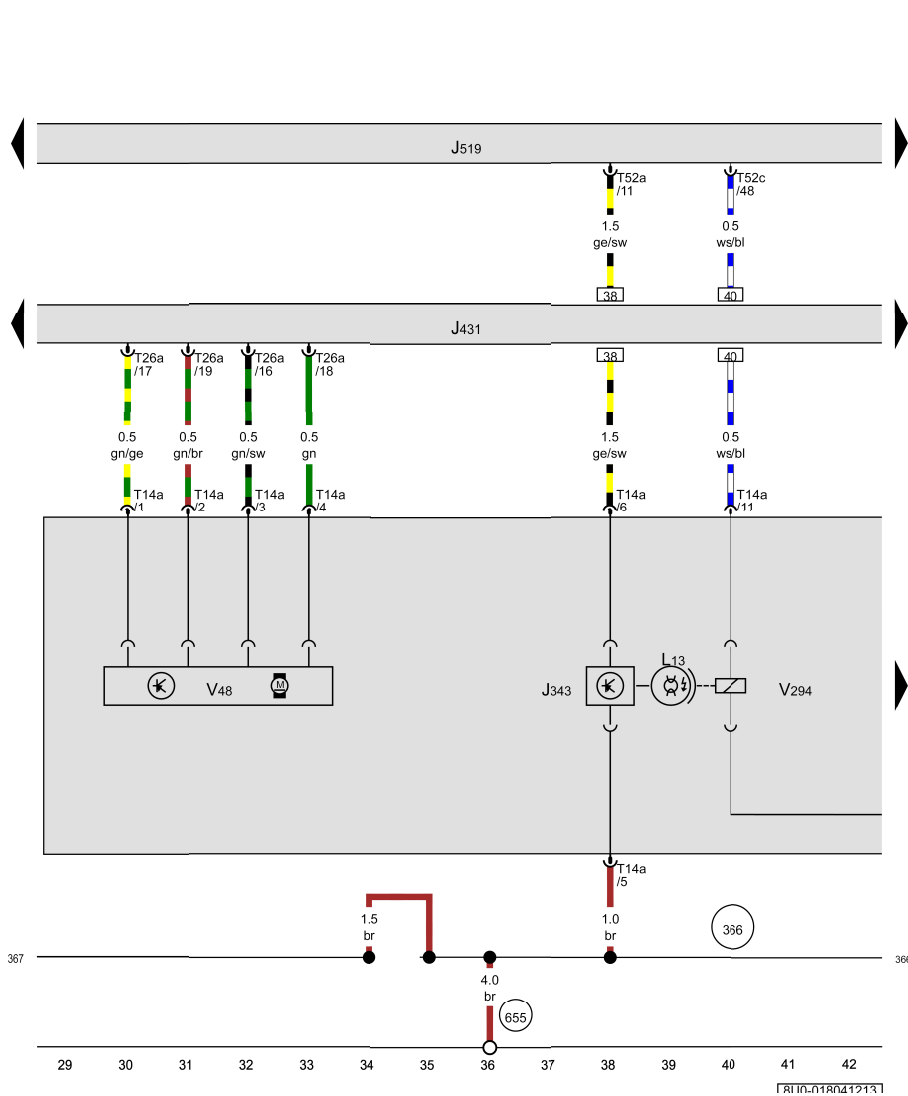 J519
T52a
/11
T52c
/48
1.5
ge/sw
0.5
ws/bl
38
40
J431
T26a
/17
T26a
/19
T26a
/16
T26a
/18
38
40
0.5
gn/ge
0.5
gn/br
0.5
gn/sw
0.5
gn
1.5
ge/sw
0.5
ws/bl
T14a
/1
T14a
/2
T14a
/3
T14a
/4
T14a
/6
T14a
/11
V48
M
J343
L13
V294
T14a
/5
1.5
br
1.0
br
366
367
366
4.0
br
655
29 30 31 32 33 34 35 36 37 38 39 40 41 42
8U0-018041213